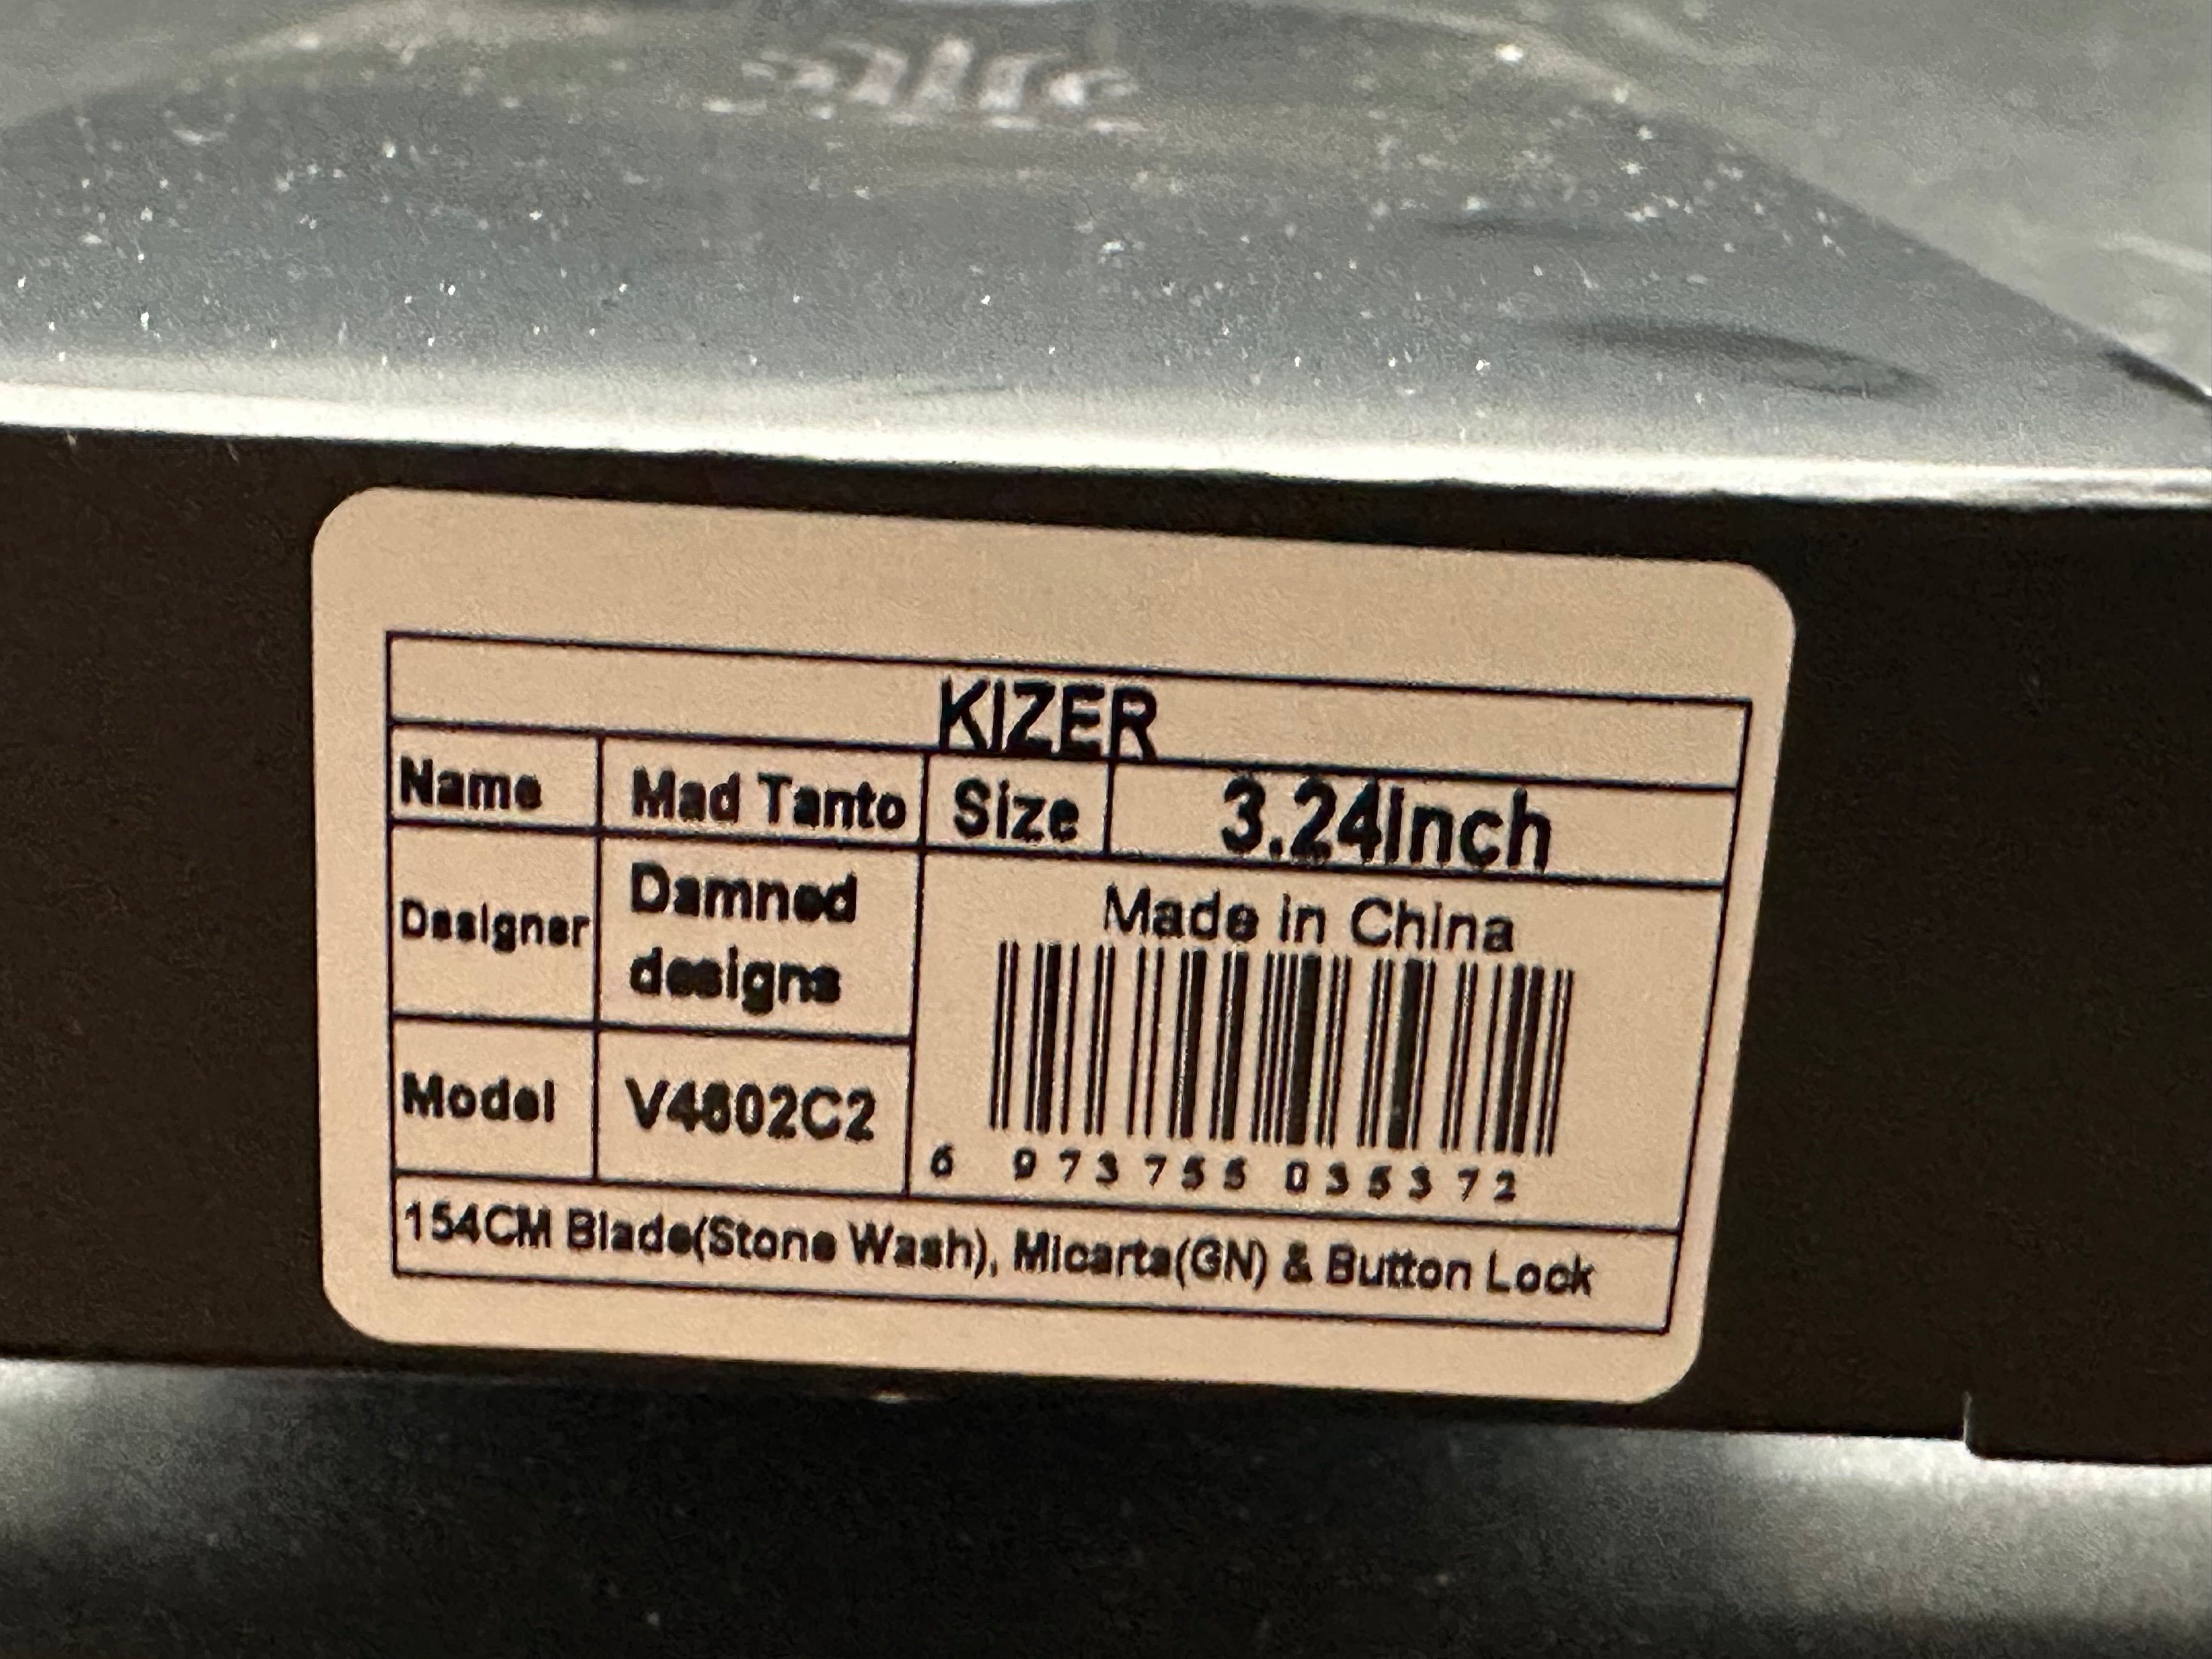 KIZER
Name Mad Tanto Size 3.24Inch
Designer Damned designs
Made in China
Model V4602C2
6 973755 035372
154CM Blade(Stone Wash), Micarta(GN) & Button Lock